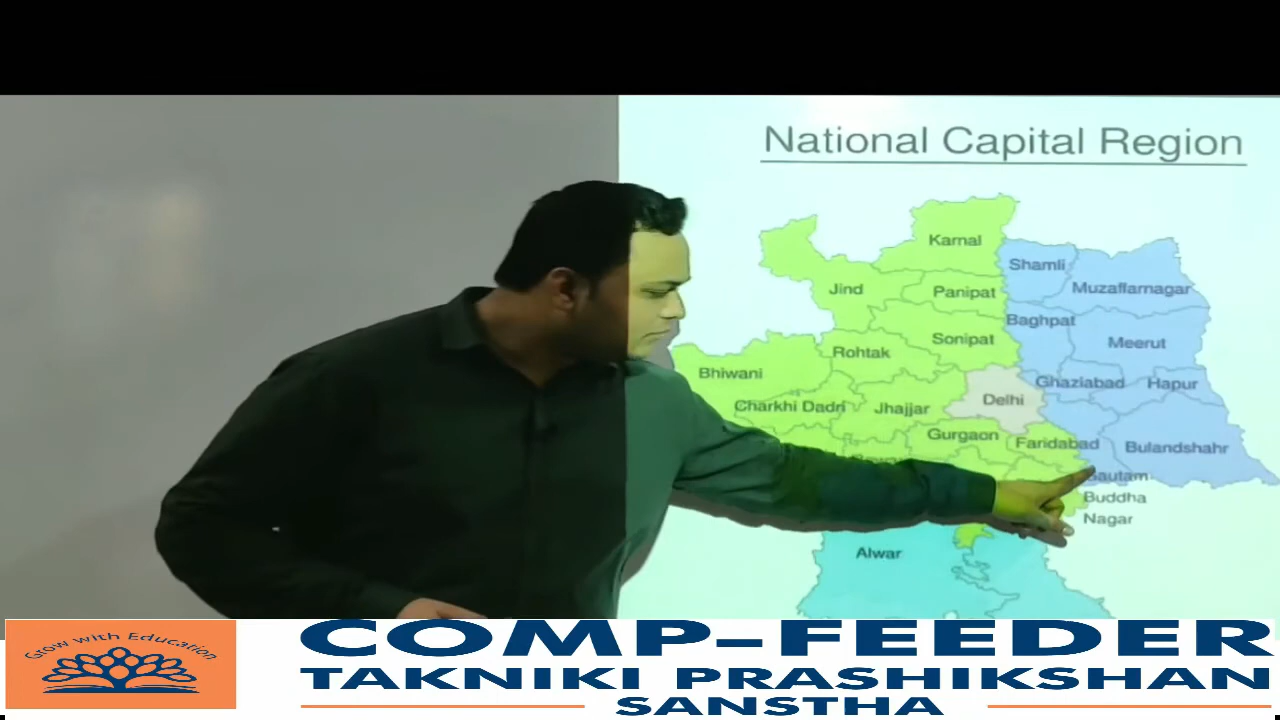 National Capital Region
Karnal
Shamli
Jind
Panipat
Muzaffarnagar
Baghpat
Sonipat
Meerut
Rohtak
Bhiwani
Ghaziabad
Hapur
Charkhi Dadri
Jhajjar
Delhi
Gurgaon
Faridabad
Bulandshahr
Gautam
Buddha
Nagar
Alwar
Grow with Education
COMP-FEEDER
TAKNIKI PRASHIKSHAN
SANSTHA